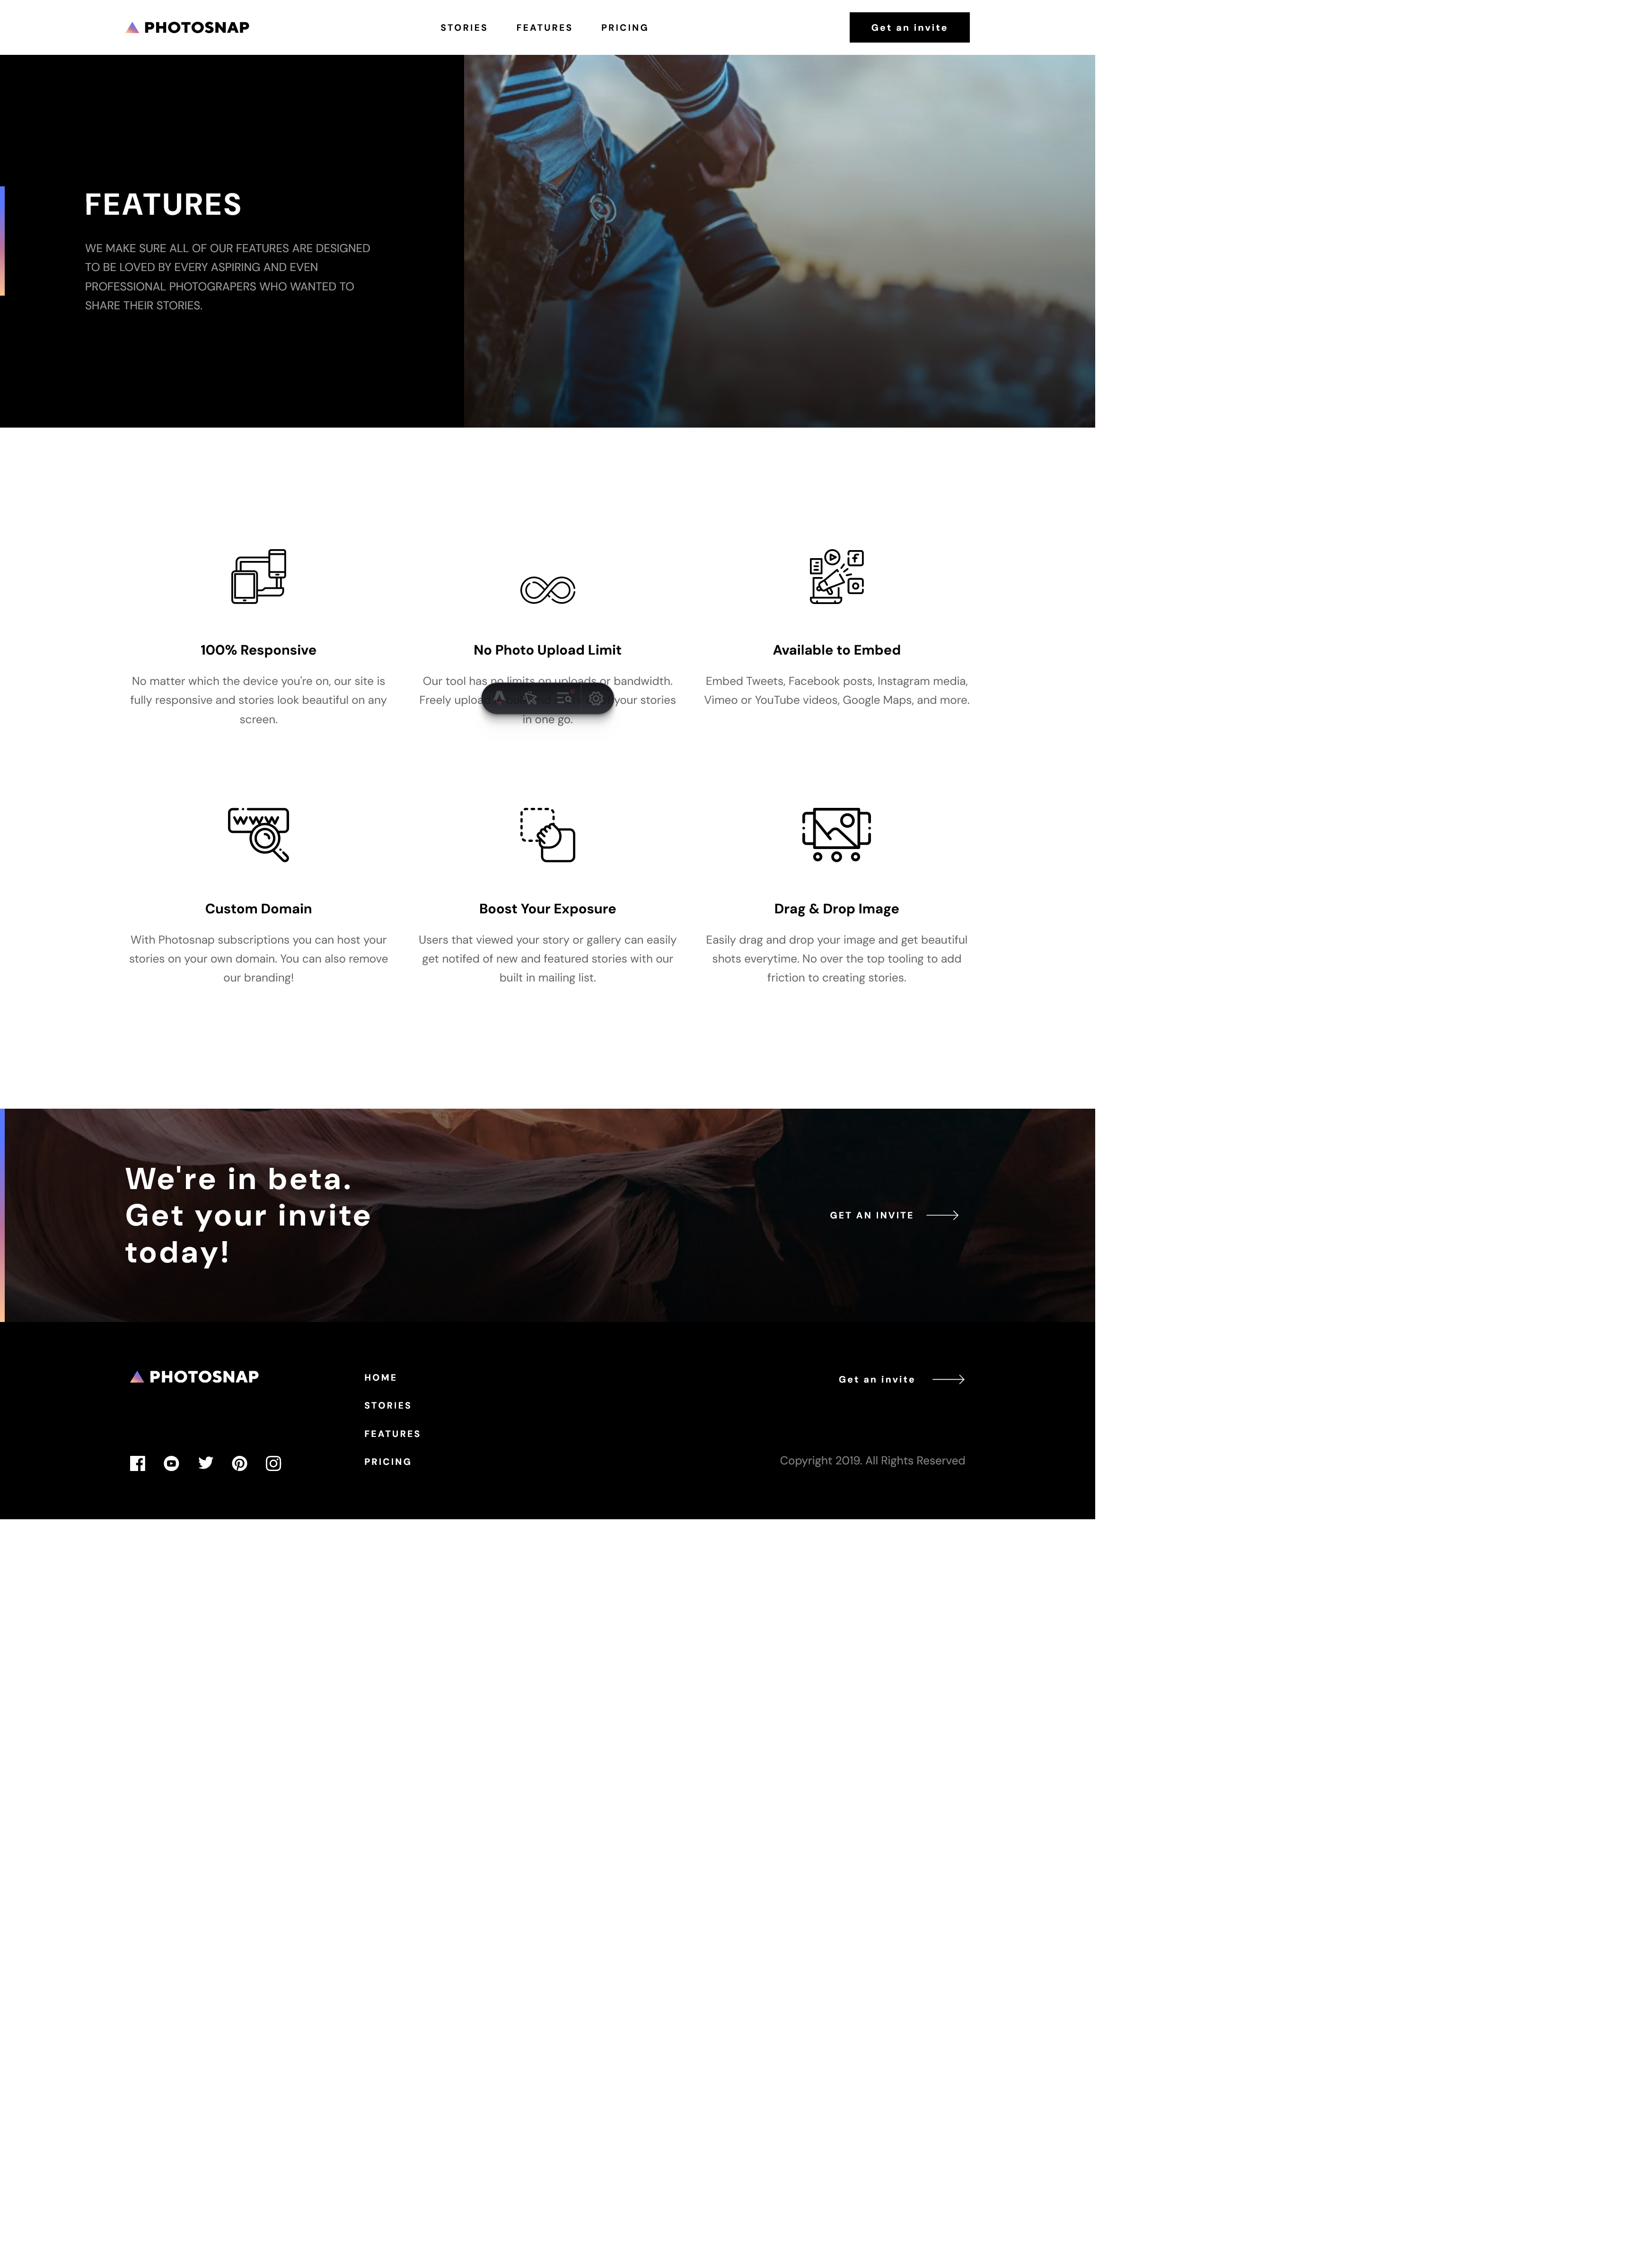 PHOTOSNAP
STORIES FEATURES PRICING
Get an invite
FEATURES
WE MAKE SURE ALL OF OUR FEATURES ARE DESIGNED
TO BE LOVED BY EVERY ASPIRING AND EVEN
PROFESSIONAL PHOTOGRAPERS WHO WANTED TO
SHARE THEIR STORIES.
100% Responsive
No matter which the device you're on, our site is
fully responsive and stories look beautiful on any
screen.
No Photo Upload Limit
Our tool has no limits on uploads or bandwidth.
Freely upload your stories
in one go.
Available to Embed
Embed Tweets, Facebook posts, Instagram media,
Vimeo or YouTube videos, Google Maps, and more.
www
Custom Domain
With Photosnap subscriptions you can host your
stories on your own domain. You can also remove
our branding!
Boost Your Exposure
Users that viewed your story or gallery can easily
get notifed of new and featured stories with our
built in mailing list.
Drag & Drop Image
Easily drag and drop your image and get beautiful
shots everytime. No over the top tooling to add
friction to creating stories.
We're in beta.
Get your invite
today!
GET AN INVITE
PHOTOSNAP
HOME
STORIES
FEATURES
PRICING
Get an invite
Copyright 2019. All Rights Reserved